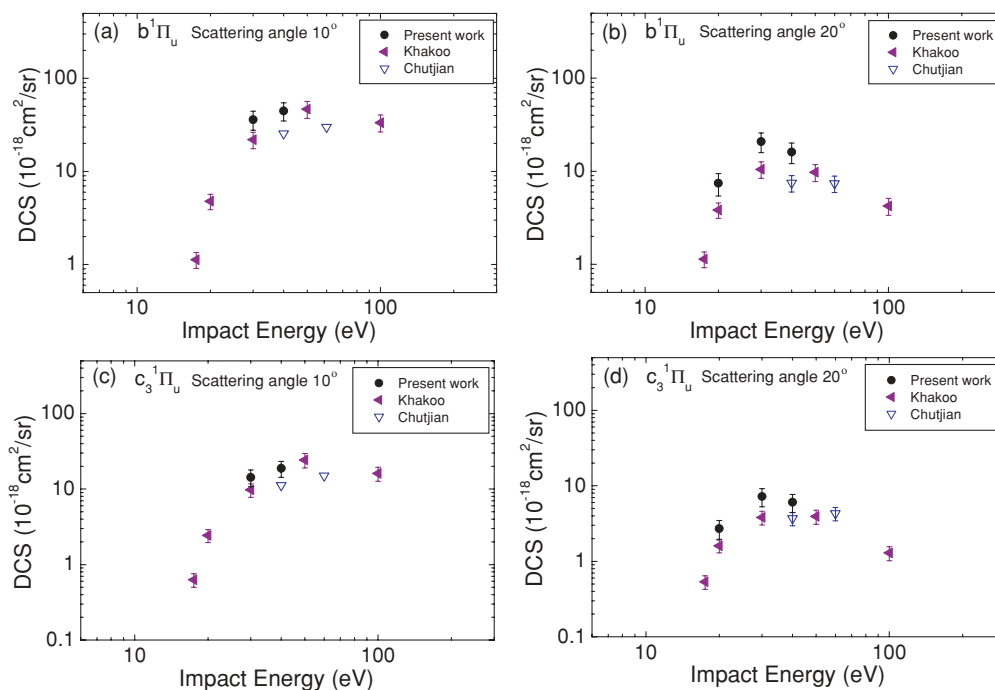 (a) b¹Πᵤ Scattering angle 10°
Present work
Khakoo
Chutjian
100
10
1
DCS (10⁻¹⁸cm²/sr)
10 100
Impact Energy (eV)
(b) b¹Πᵤ Scattering angle 20°
Present work
Khakoo
Chutjian
100
10
1
DCS (10⁻¹⁸cm²/sr)
10 100
Impact Energy (eV)
(c) c₃¹Πᵤ Scattering angle 10°
Present work
Khakoo
Chutjian
100
10
1
0.1
DCS (10⁻¹⁸cm²/sr)
10 100
Impact Energy (eV)
(d) c₃¹Πᵤ Scattering angle 20°
Present work
Khakoo
Chutjian
100
10
1
0.1
DCS (10⁻¹⁸cm²/sr)
10 100
Impact Energy (eV)